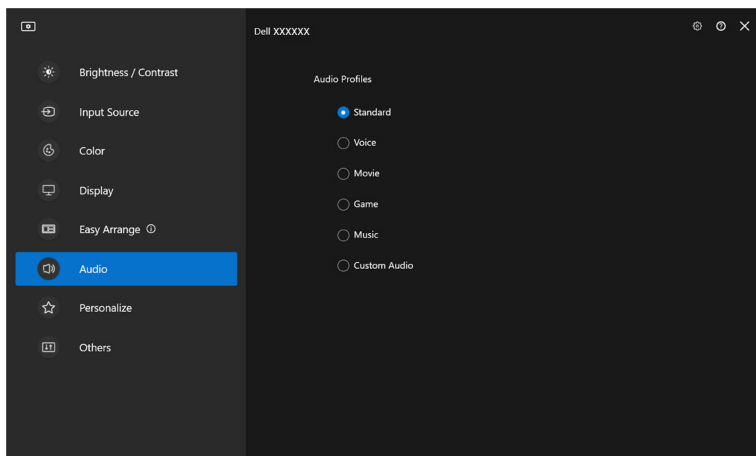 Dell XXXXXX
Brightness / Contrast
Input Source
Color
Display
Easy Arrange
Audio
Personalize
Others
Audio Profiles
Standard
Voice
Movie
Game
Music
Custom Audio